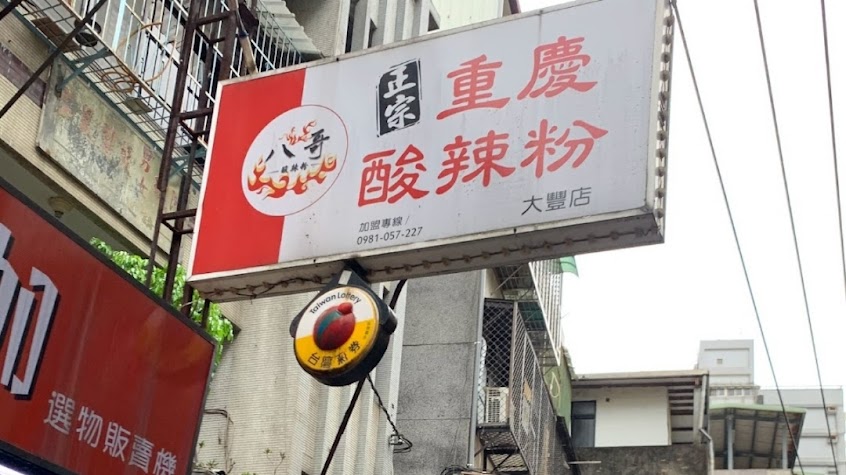 正宗
重慶
酸辣粉
八哥
酸辣粉
大豐店
加盟專線/
0981-057-227
Taiwan Lottery
台灣彩券
加
選物販賣機